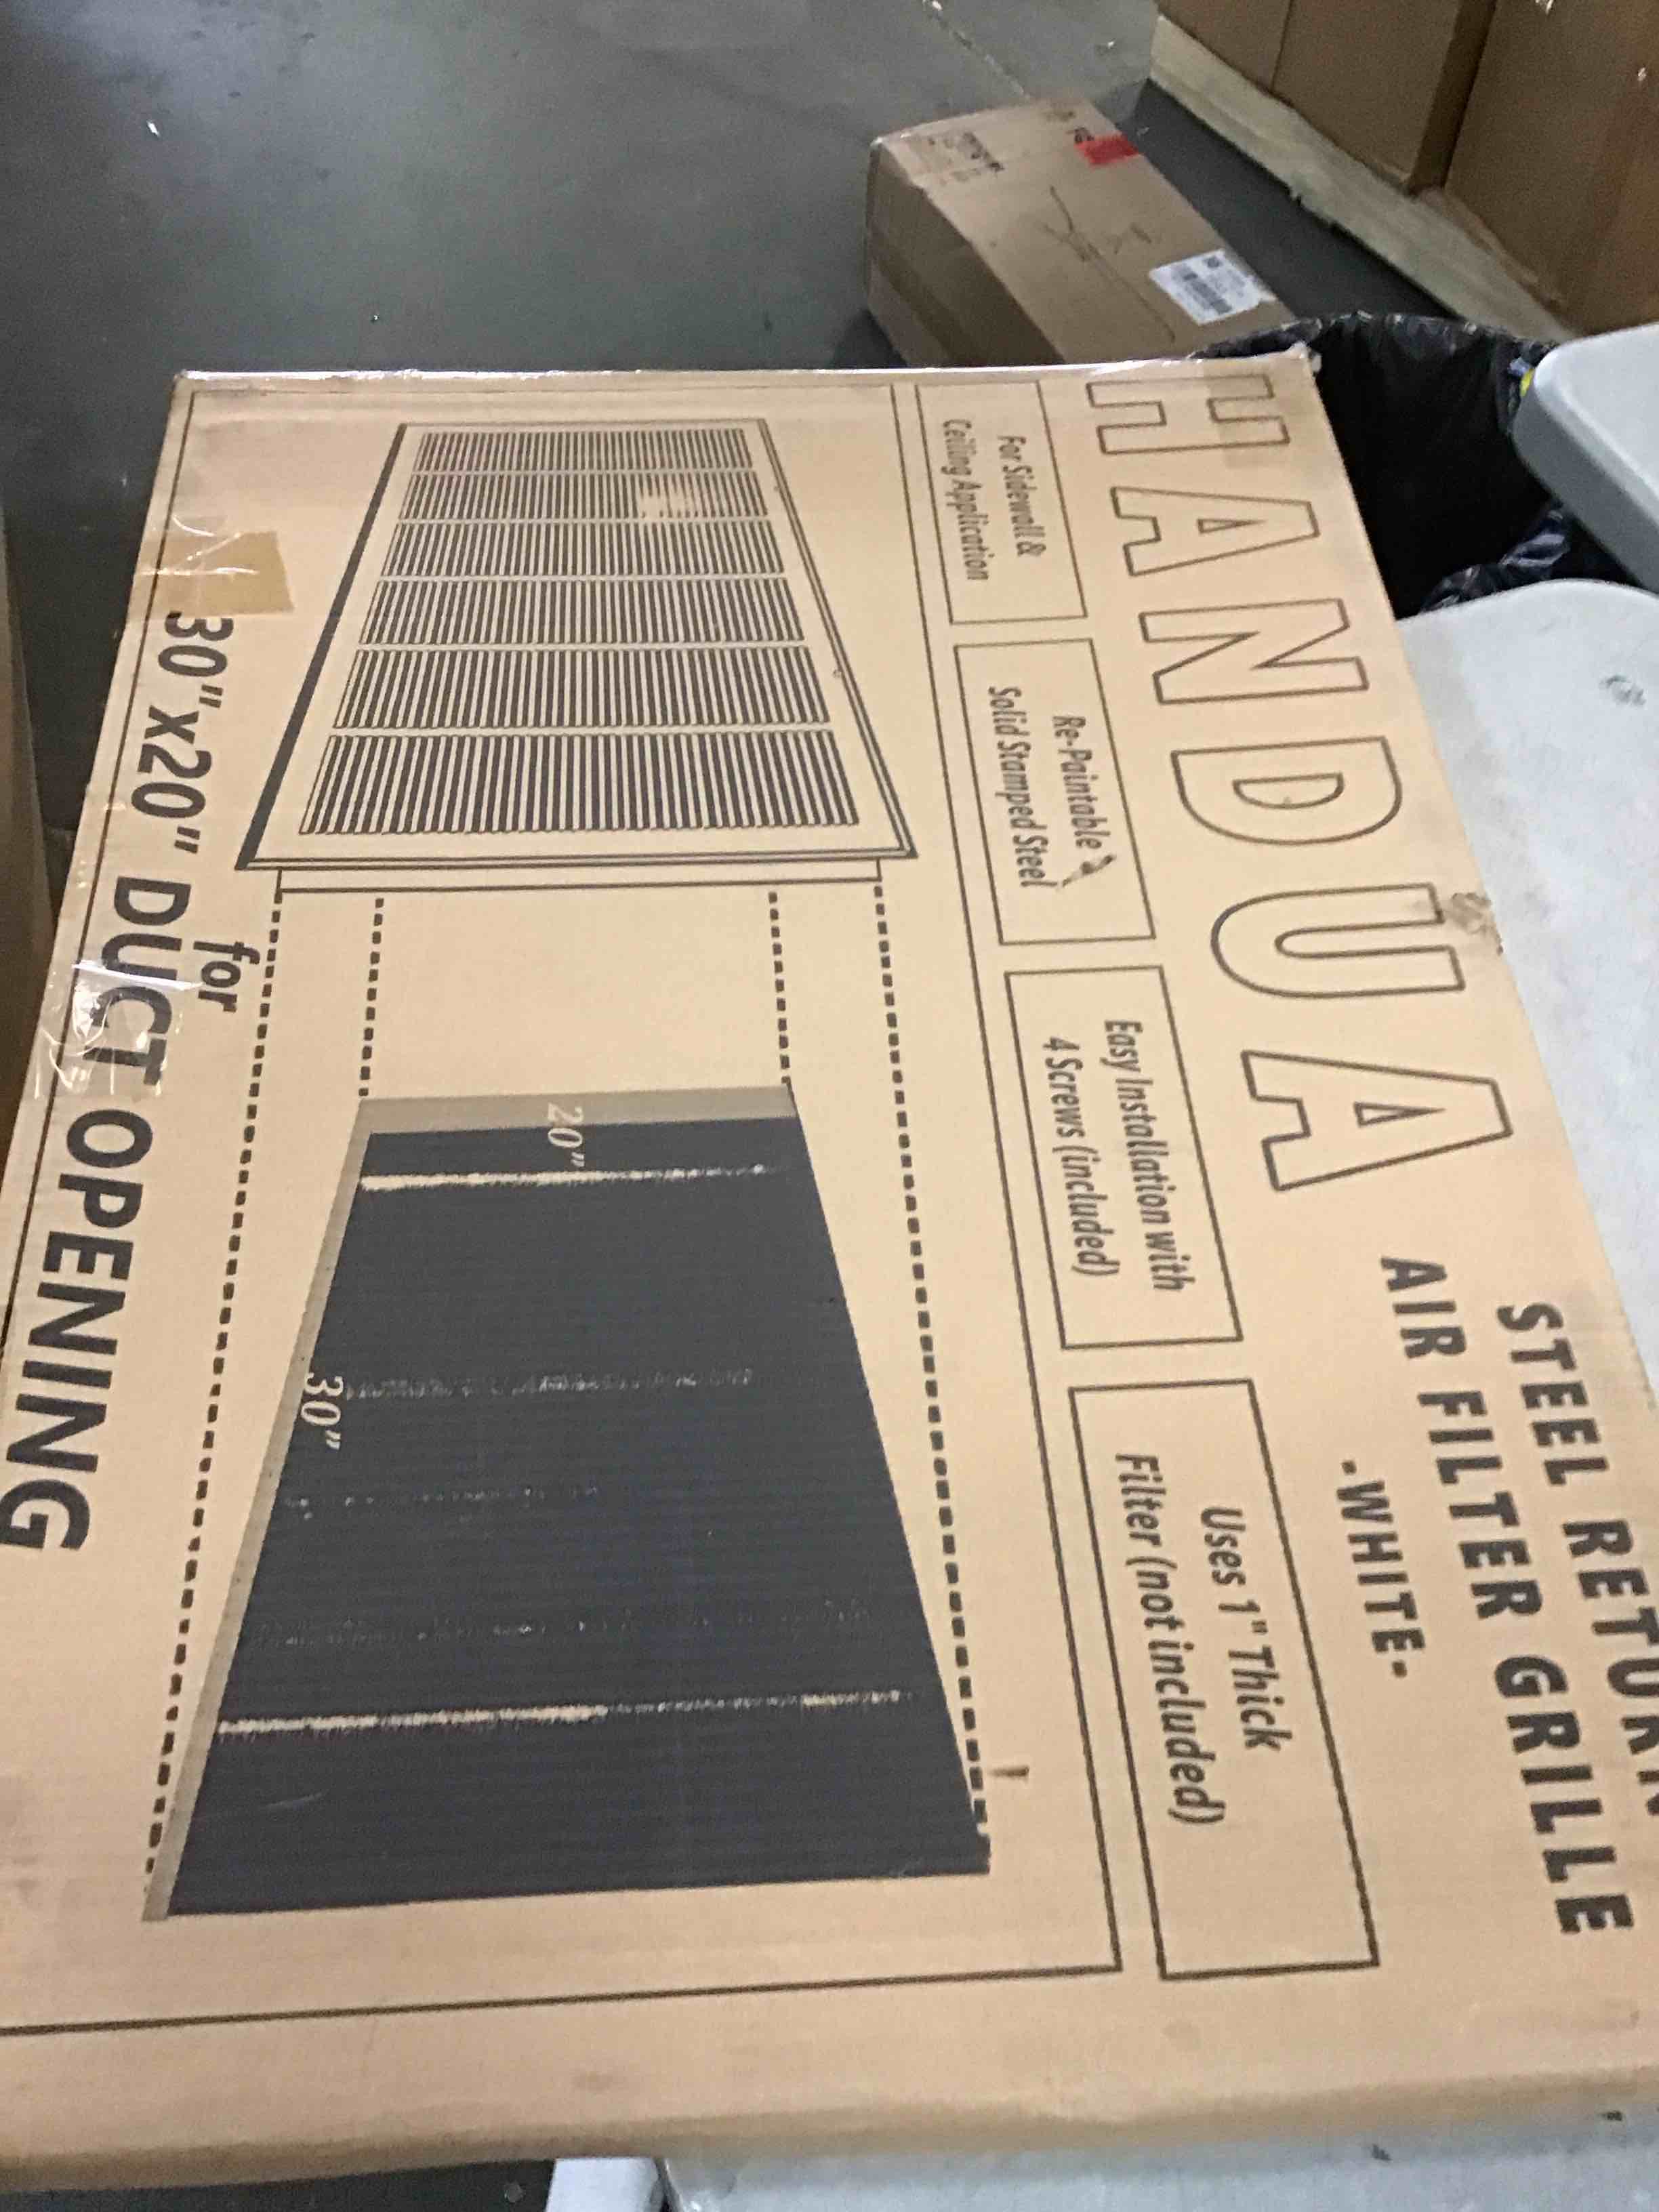 HANDUA
STEEL RETURN
AIR FILTER GRILLE
-WHITE-
For Sidewall &
Ceiling Application
Re-Paintable
Solid Stamped Steel
Easy Installation with
4 Screws (included)
Uses 1" Thick
Filter (not included)
20"
30"
for
30"x20" DUCT OPENING